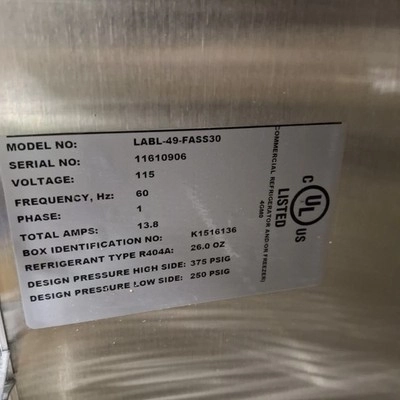 MODEL NO: LABL-49-FASS30
SERIAL NO: 11610906
VOLTAGE: 115
FREQUENCY, Hz: 60
PHASE: 1
TOTAL AMPS: 13.8
BOX IDENTIFICATION NO: K1516136
REFRIGERANT TYPE R404A: 26.0 OZ
DESIGN PRESSURE HIGH SIDE: 375 PSIG
DESIGN PRESSURE LOW SIDE: 250 PSIG
C UL US
LISTED
COMMERCIAL REFRIGERATOR AND/OR FREEZER)
4GM8